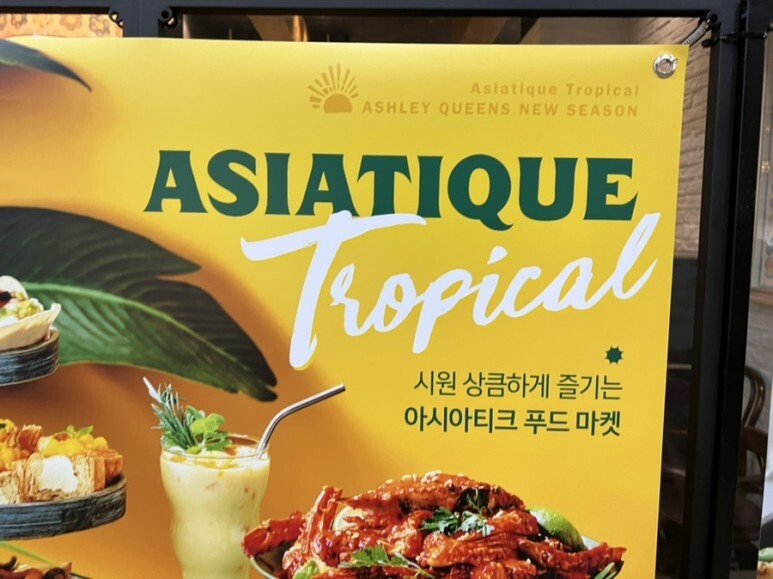 Asiatique Tropical
ASHLEY QUEENS NEW SEASON
ASIATIQUE
Tropical
시원 상큼하게 즐기는
아시아티크 푸드 마켓